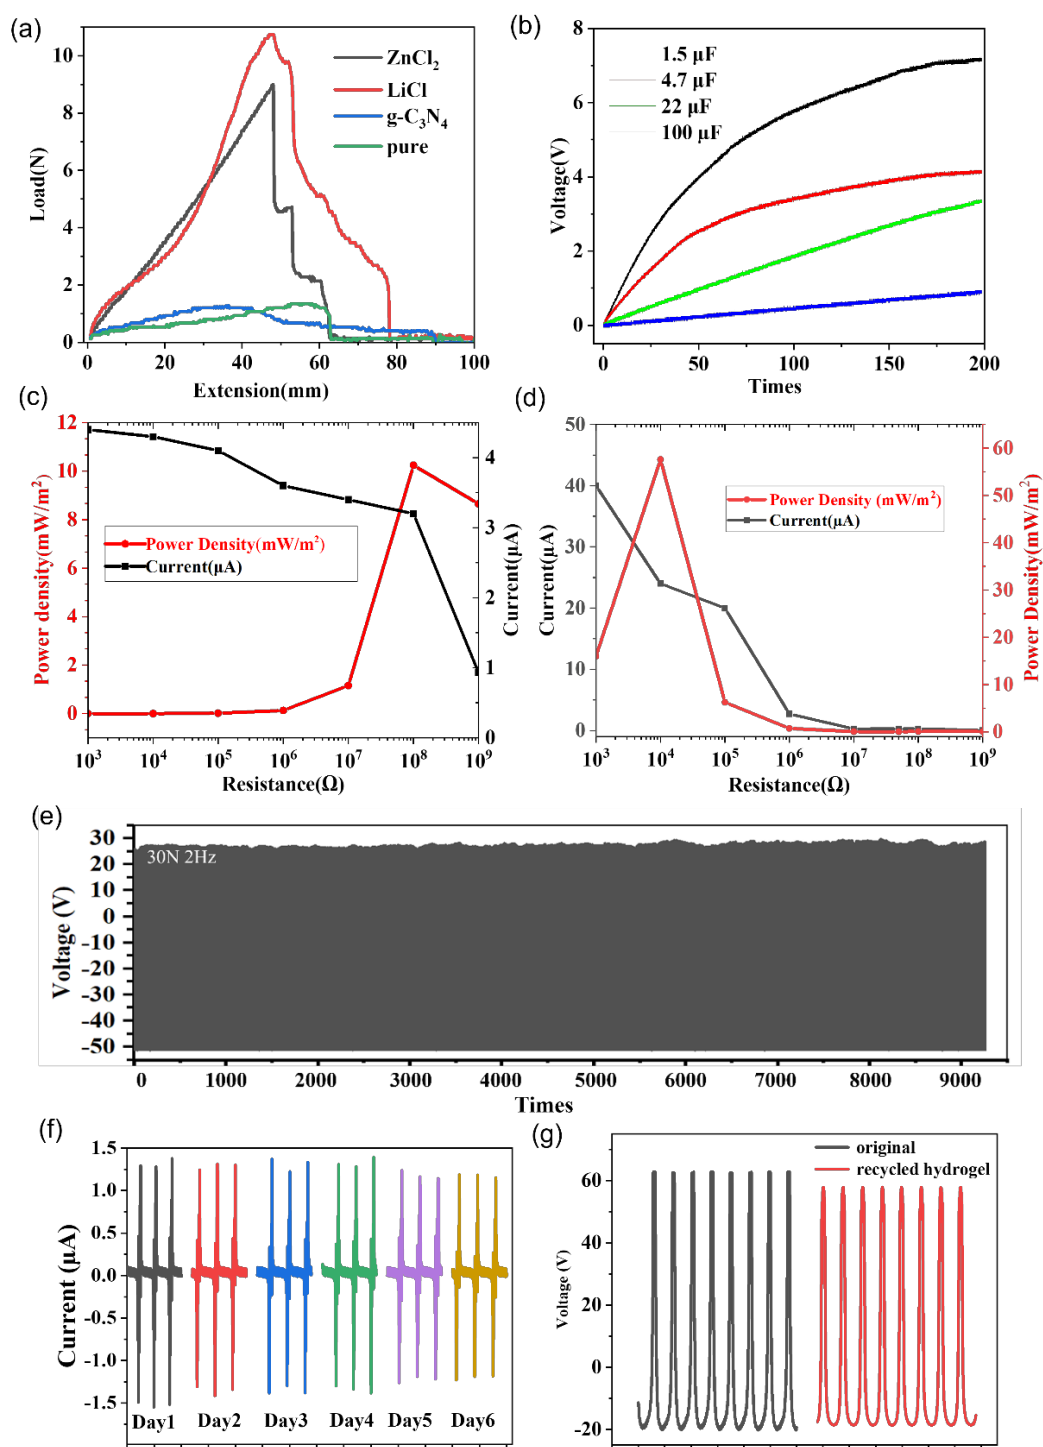 (a)
10
8
6
4
2
0
Load(N)
ZnCl₂
LiCl
g-C₃N₄
pure
0 20 40 60 80 100
Extension(mm)
(b)
8
6
4
2
0
Voltage(V)
1.5 μF
4.7 μF
22 μF
100 μF
0 50 100 150 200
Times
(c)
12
10
8
6
4
2
0
Power density(mW/m²)
Power Density(mW/m²)
Current(μA)
4
3
2
1
0
Current(μA)
10³ 10⁴ 10⁵ 10⁶ 10⁷ 10⁸ 10⁹
Resistance(Ω)
(d)
50
40
30
20
10
0
Current(μA)
Power Density (mW/m²)
Current(μA)
60
50
40
30
20
10
0
Power Density(mW/m²)
10³ 10⁴ 10⁵ 10⁶ 10⁷ 10⁸ 10⁹
Resistance(Ω)
(e)
30
20
10
0
-10
-20
-30
-40
-50
Voltage (V)
30N 2Hz
0 1000 2000 3000 4000 5000 6000 7000 8000 9000
Times
(f)
1.5
1.0
0.5
0.0
-0.5
-1.0
-1.5
Current (μA)
Day1 Day2 Day3 Day4 Day5 Day6
(g)
60
40
20
0
-20
Voltage (V)
original
recycled hydrogel